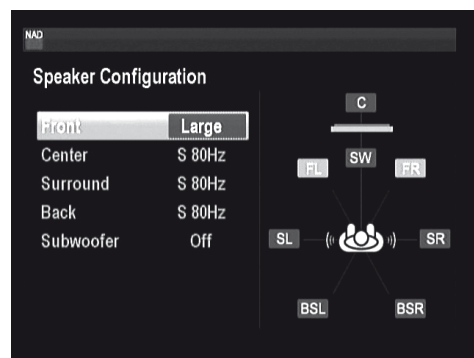 NAD
Speaker Configuration
Front Large
Center S 80Hz
Surround S 80Hz
Back S 80Hz
Subwoofer Off
C
SW
FL FR
SL SR
BSL BSR